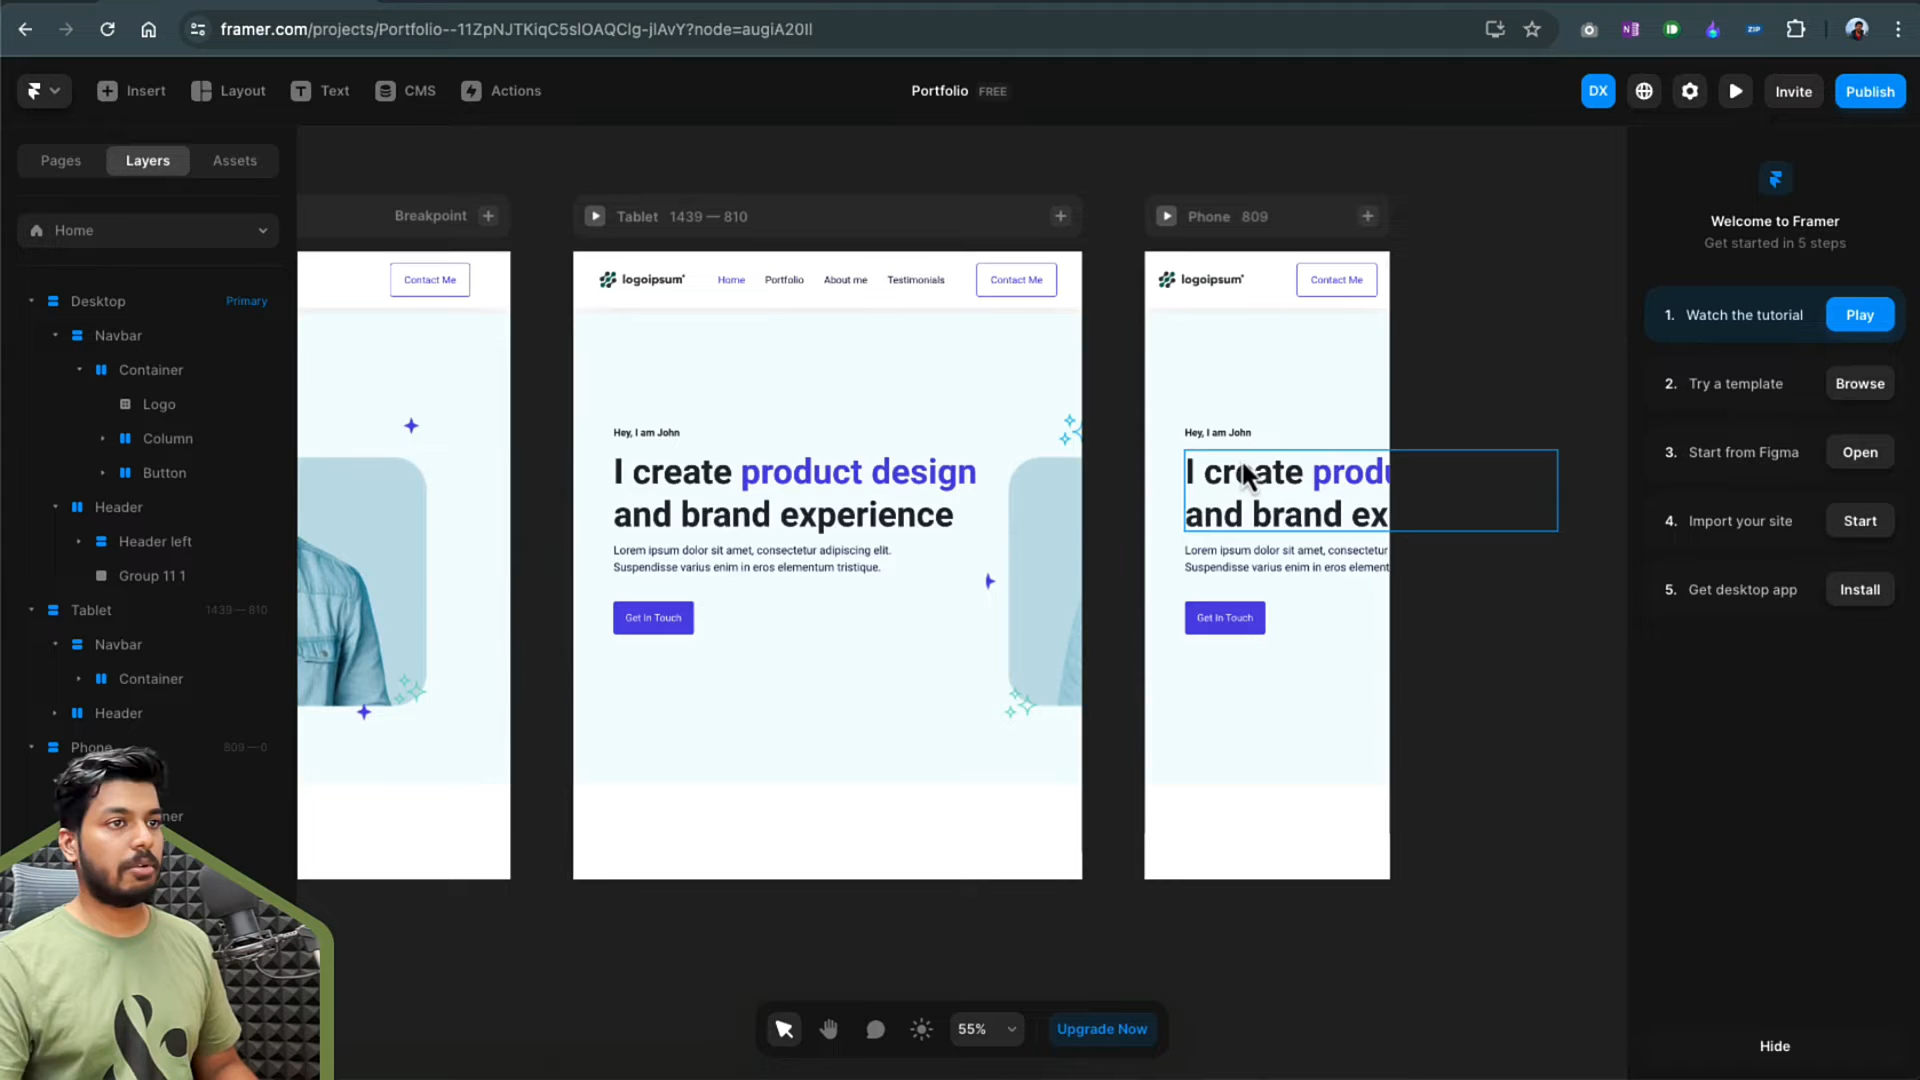 framer.com/projects/Portfolio--11ZpNJTKiqC5slOAQClg-jlAvY?node=augiA20Il
Insert
Layout
Text
CMS
Actions
Portfolio FREE
DX
Invite
Publish
Pages
Layers
Assets
Home
Desktop
Primary
Navbar
Container
Logo
Column
Button
Header
Header left
Group 11 1
Tablet
1439 — 810
Navbar
Container
Header
Phone
809 — 0
Breakpoint
Contact Me
Tablet 1439 — 810
logoipsum
Home
Portfolio
About me
Testimonials
Contact Me
Hey, I am John
I create product design
and brand experience
Lorem ipsum dolor sit amet, consectetur adipiscing elit.
Suspendisse varius enim in eros elementum tristique.
Get In Touch
Phone 809
logoipsum
Contact Me
Hey, I am John
I create produ
and brand ex
Lorem ipsum dolor sit amet, consectetur
Suspendisse varius enim in eros element
Get In Touch
Welcome to Framer
Get started in 5 steps
1. Watch the tutorial
Play
2. Try a template
Browse
3. Start from Figma
Open
4. Import your site
Start
5. Get desktop app
Install
Hide
55%
Upgrade Now
ZIP